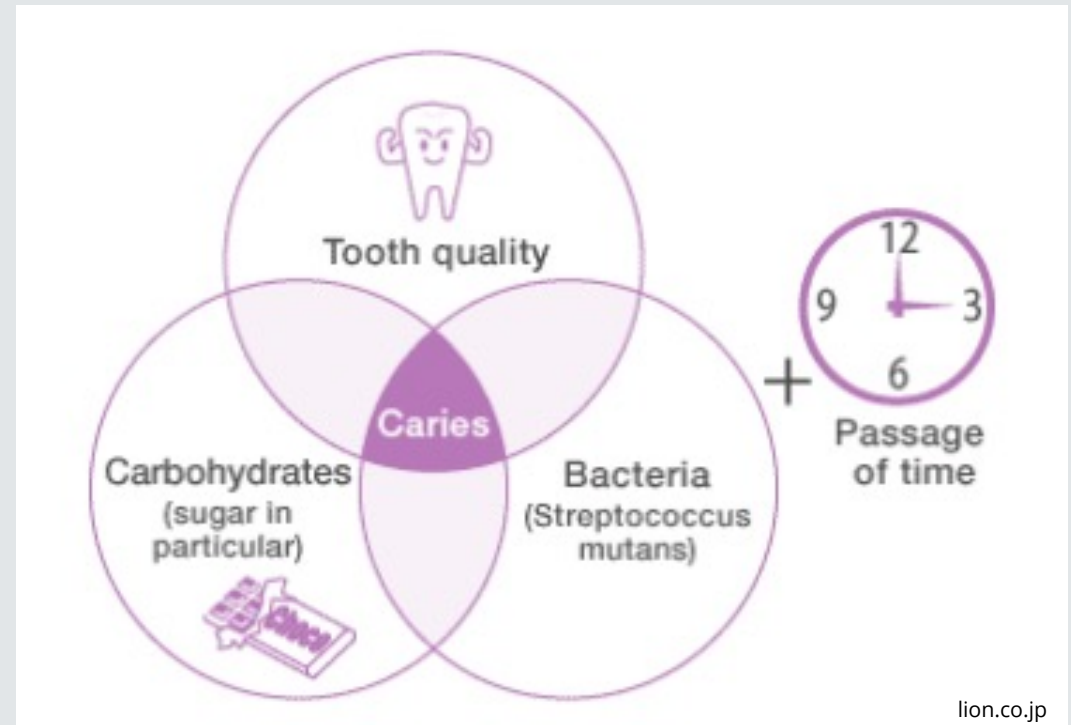 Tooth quality
Caries
Carbohydrates
(sugar in
particular)
Choco
Bacteria
(Streptococcus
mutans)
+
12
9
3
6
Passage
of time
lion.co.jp